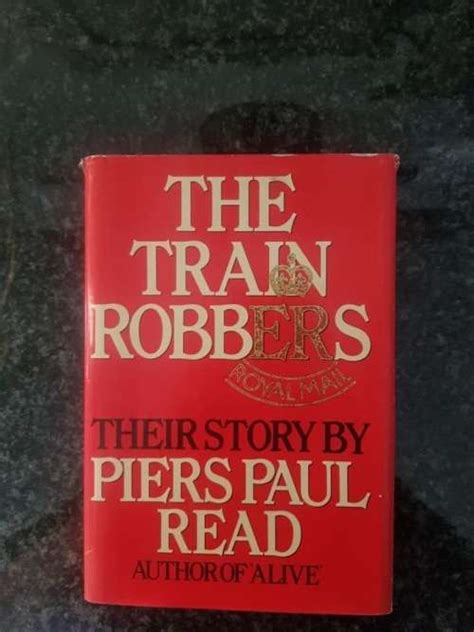 THE
TRAIN
ROBBERS
ROYAL MAIL
THEIR STORY BY
PIERS PAUL
READ
AUTHOR OF 'ALIVE'